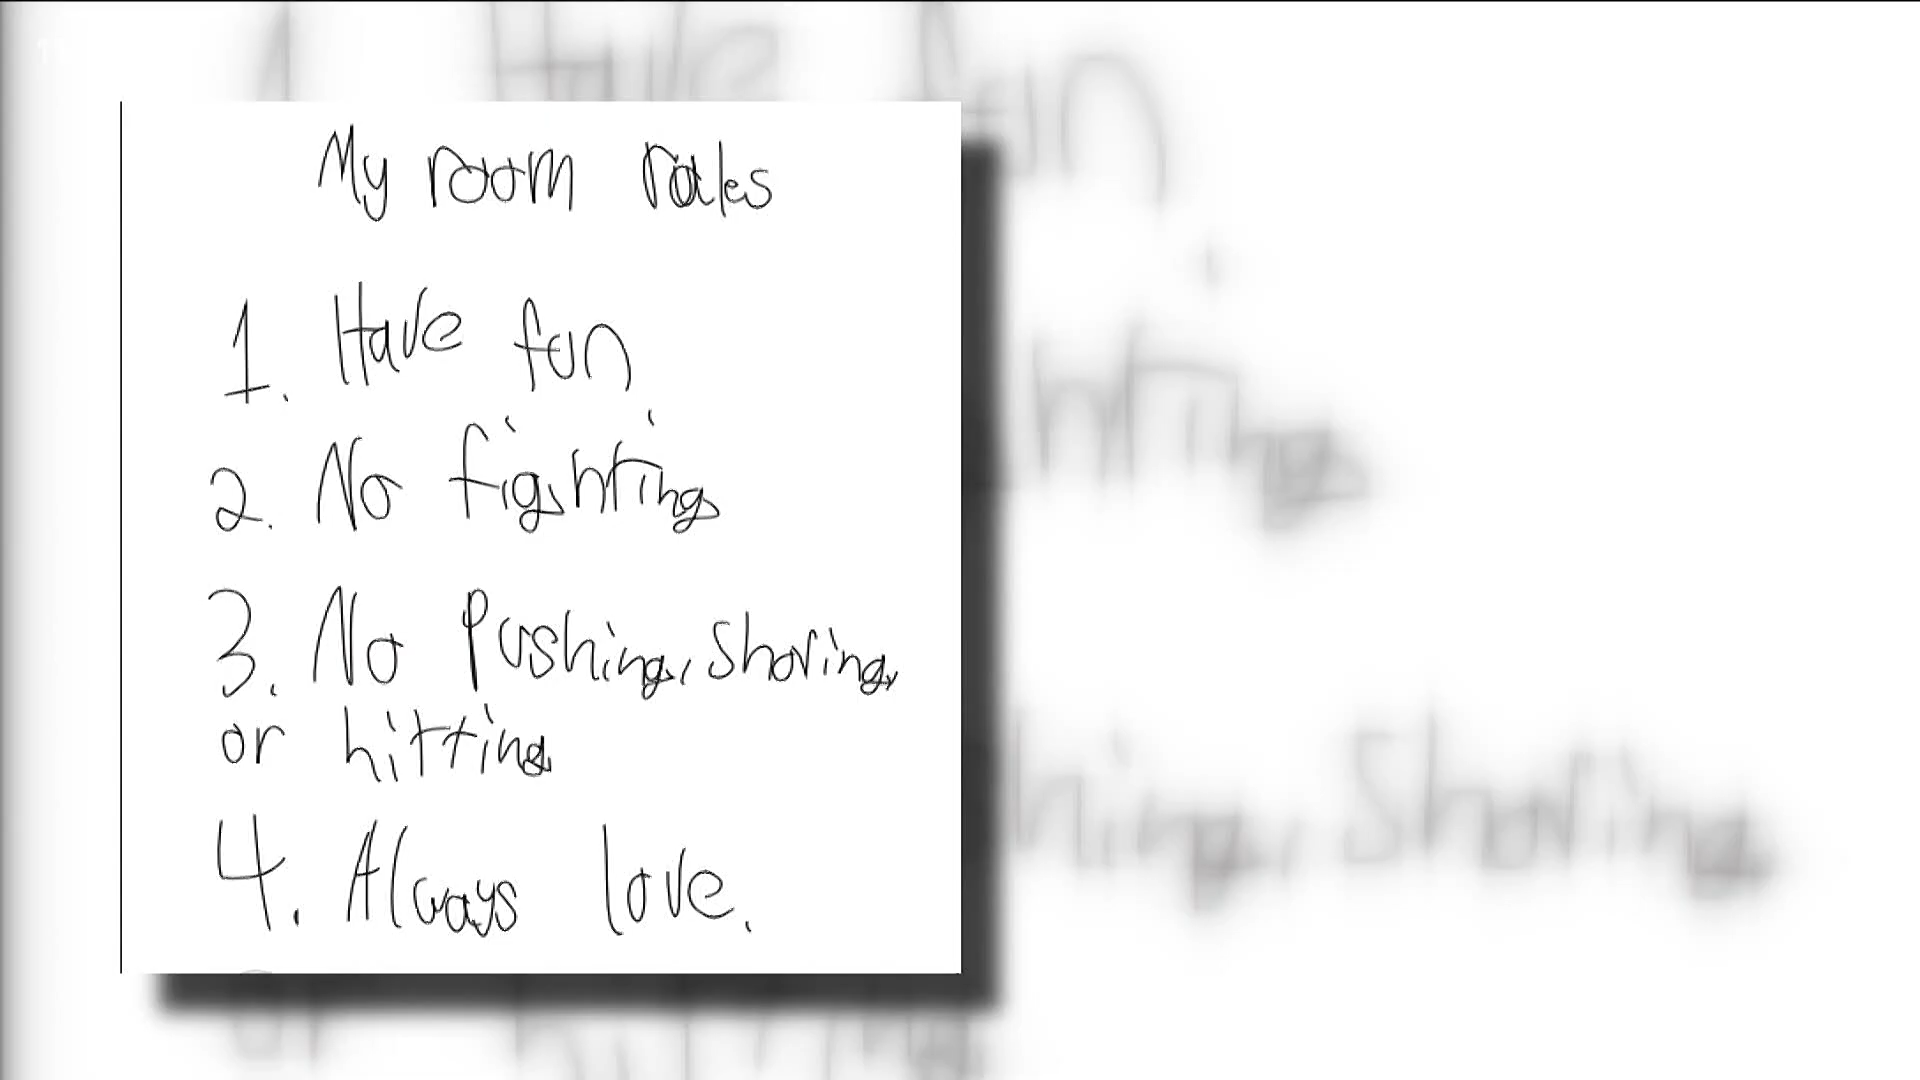 My room rules
1. Have fun
2. No fighting
3. No Pushing, Shoving,
or hitting
4. Always love.